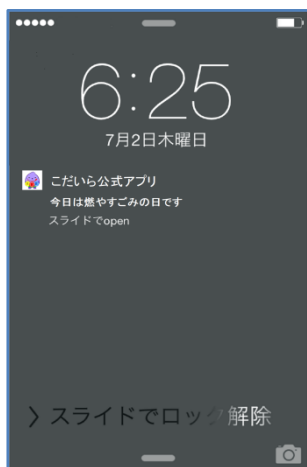 6:25
7月2日木曜日
こだいら公式アプリ
今日は燃やすごみの日です
スライドでopen
> スライドでロック解除